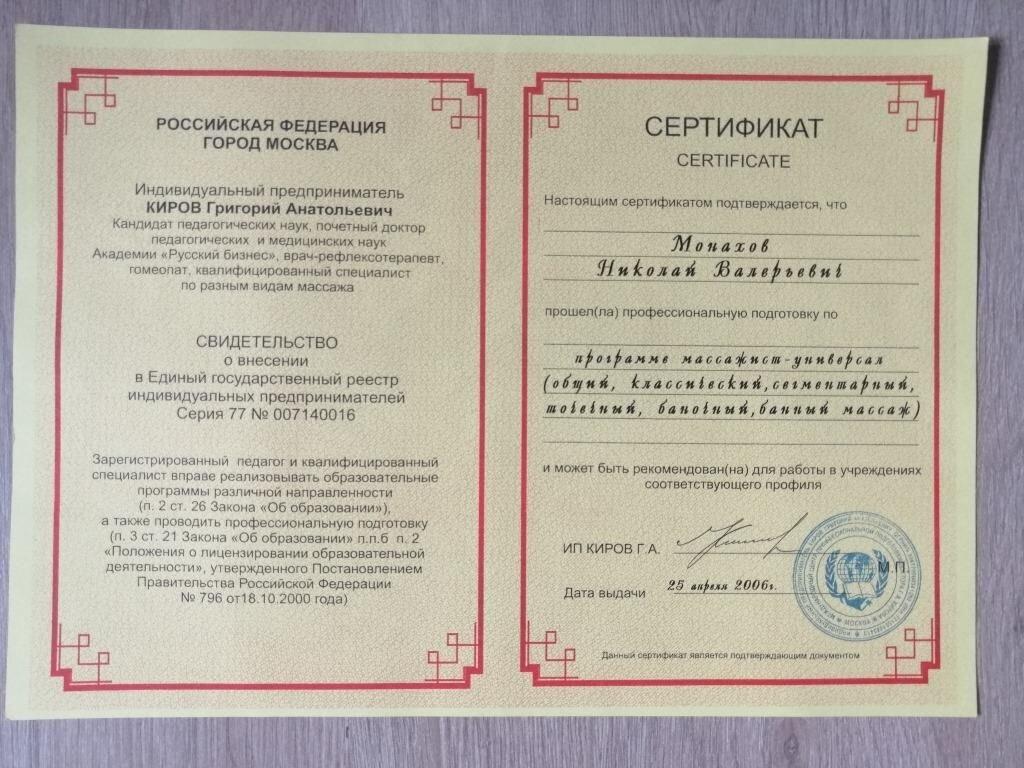 РОССИЙСКАЯ ФЕДЕРАЦИЯ
ГОРОД МОСКВА
Индивидуальный предприниматель
КИРОВ Григорий Анатольевич
Кандидат педагогических наук, почетный доктор
педагогических и медицинских наук
Академии «Русский бизнес», врач-рефлексотерапевт,
гомеопат, квалифицированный специалист
по разным видам массажа
СВИДЕТЕЛЬСТВО
о внесении
в Единый государственный реестр
индивидуальных предпринимателей
Серия 77 № 007140016
Зарегистрированный педагог и квалифицированный
специалист вправе реализовывать образовательные
программы различной направленности
(п. 2 ст. 26 Закона «Об образовании»),
а также проводить профессиональную подготовку
(п. 3 ст. 21 Закона «Об образовании» п.п.б п. 2
«Положения о лицензировании образовательной
деятельности», утвержденного Постановлением
Правительства Российской Федерации
№ 796 от18.10.2000 года)
СЕРТИФИКАТ
CERTIFICATE
Настоящим сертификатом подтверждается, что
Монахов
Николай Валерьевич
прошел(ла) профессиональную подготовку по
программе массажист-универсал
(общий, классический,сегментарный,
точечный, баночный,банный массаж)
и может быть рекомендован(на) для работы в учреждениях
соответствующего профиля
ИП КИРОВ Г.А.
М.П.
Дата выдачи 25 апреля 2006г.
Данный сертификат является подтверждающим документом